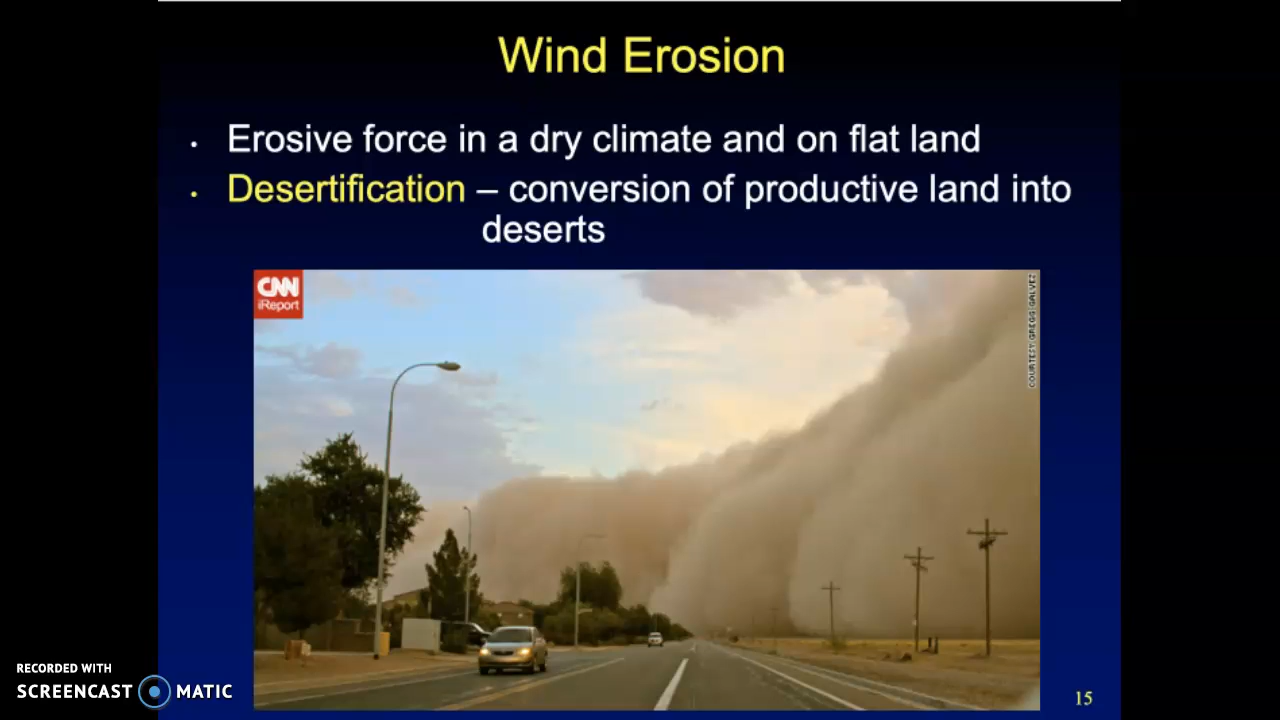 Wind Erosion
• Erosive force in a dry climate and on flat land
• Desertification – conversion of productive land into
deserts
CNN
iReport
COURTESY GREGG GALVEZ
RECORDED WITH
SCREENCAST MATIC
15